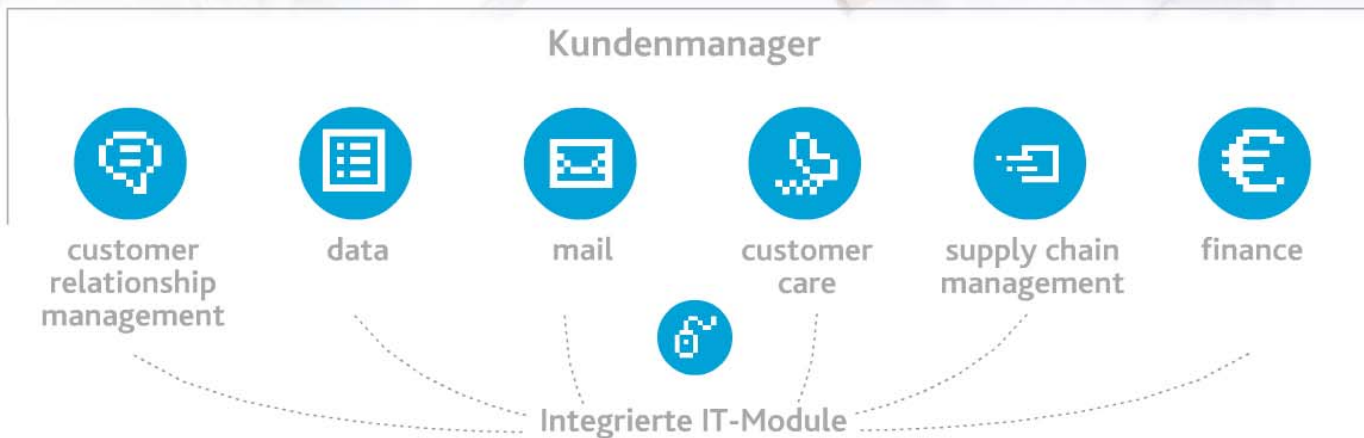 Kundenmanager
customer
relationship
management
data
mail
customer
care
supply chain
management
finance
Integrierte IT-Module